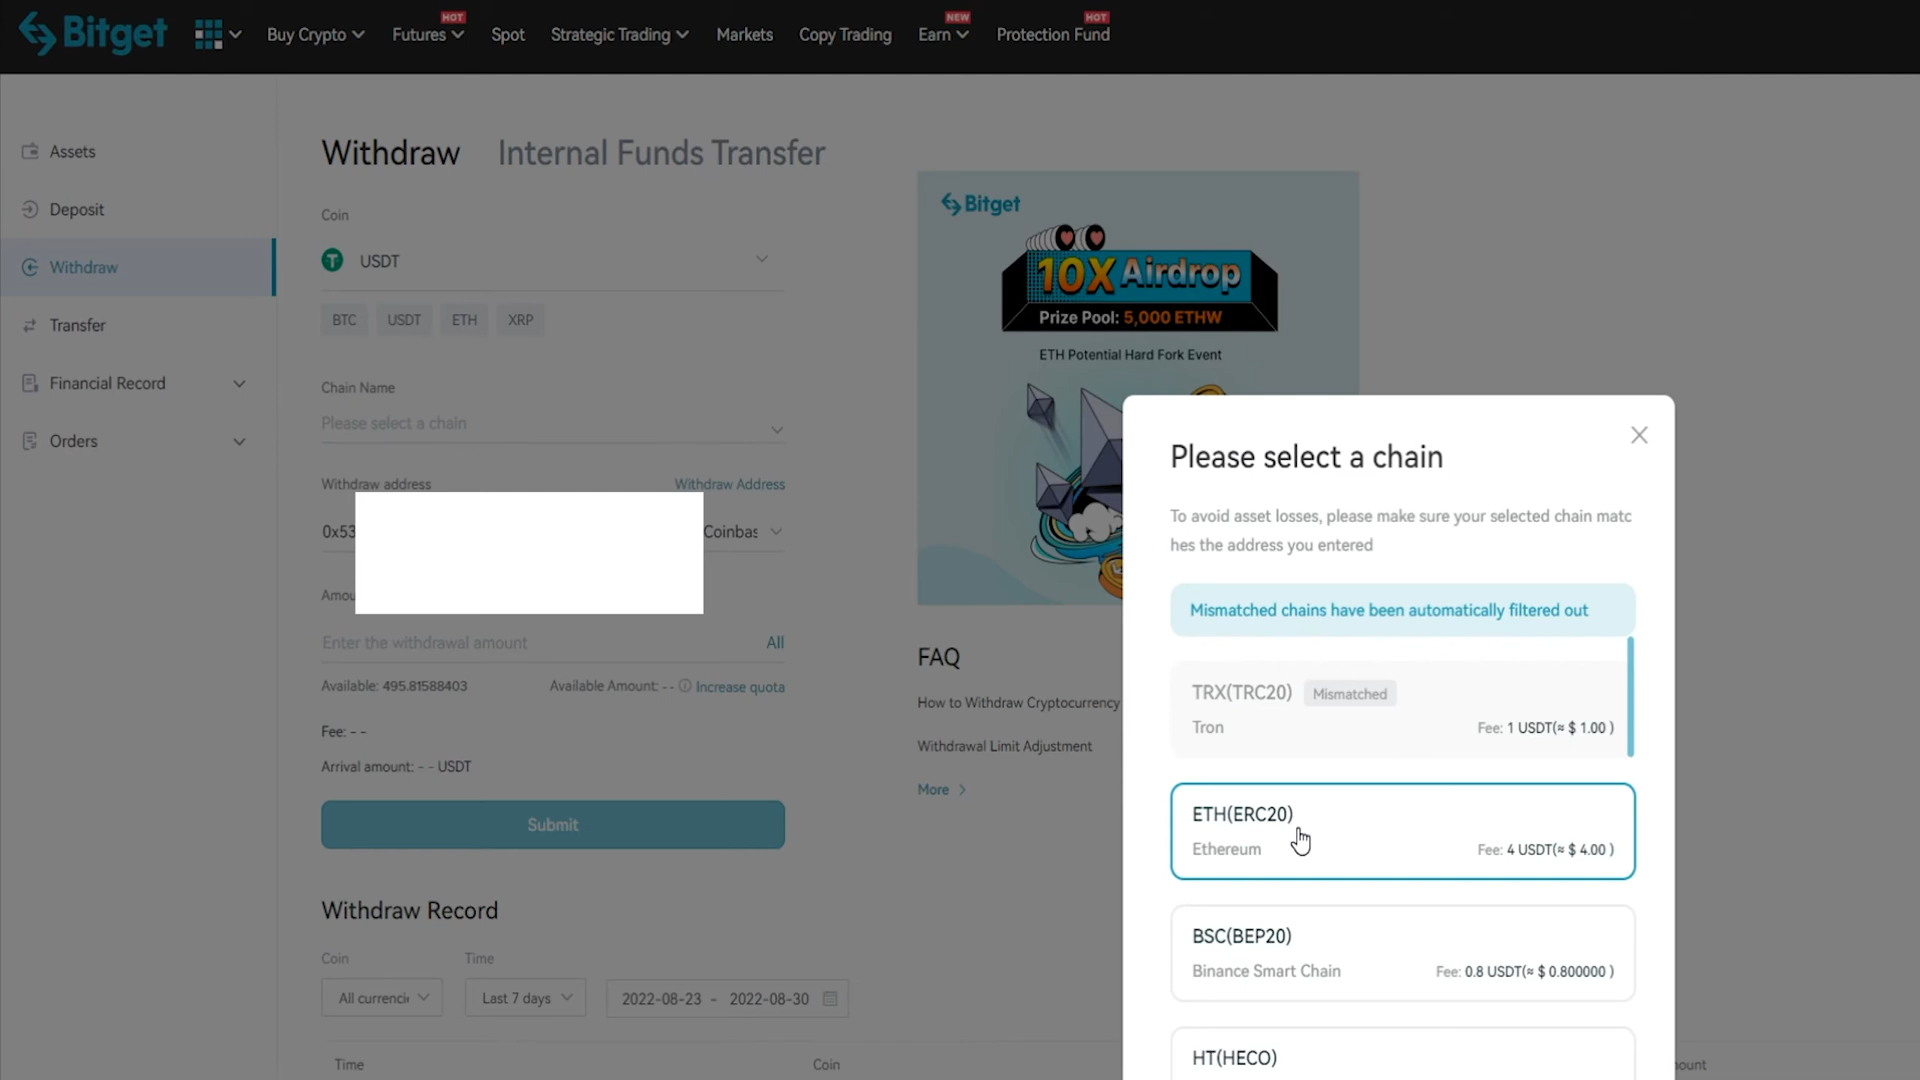 Bitget
Buy Crypto
Futures
HOT
Spot
Strategic Trading
Markets
Copy Trading
Earn
NEW
Protection Fund
HOT
Assets
Deposit
Withdraw
Transfer
Financial Record
Orders
Withdraw Internal Funds Transfer
Coin
USDT
BTC USDT ETH XRP
Chain Name
Please select a chain
Withdraw address Withdraw Address
0x53 Coinbas
Amou
Enter the withdrawal amount All
Available: 495.81588403 Available Amount: - - Increase quota
Fee: - -
Arrival amount: - - USDT
Submit
Withdraw Record
Coin Time
All currenci Last 7 days 2022-08-23 - 2022-08-30
Time Coin ount
Bitget
10X Airdrop
Prize Pool: 5,000 ETHW
ETH Potential Hard Fork Event
FAQ
How to Withdraw Cryptocurrency
Withdrawal Limit Adjustment
More
Please select a chain
To avoid asset losses, please make sure your selected chain matc
hes the address you entered
Mismatched chains have been automatically filtered out
TRX(TRC20) Mismatched
Tron Fee: 1 USDT(≈ $ 1.00 )
ETH(ERC20)
Ethereum Fee: 4 USDT(≈ $ 4.00 )
BSC(BEP20)
Binance Smart Chain Fee: 0.8 USDT(≈ $ 0.800000 )
HT(HECO)